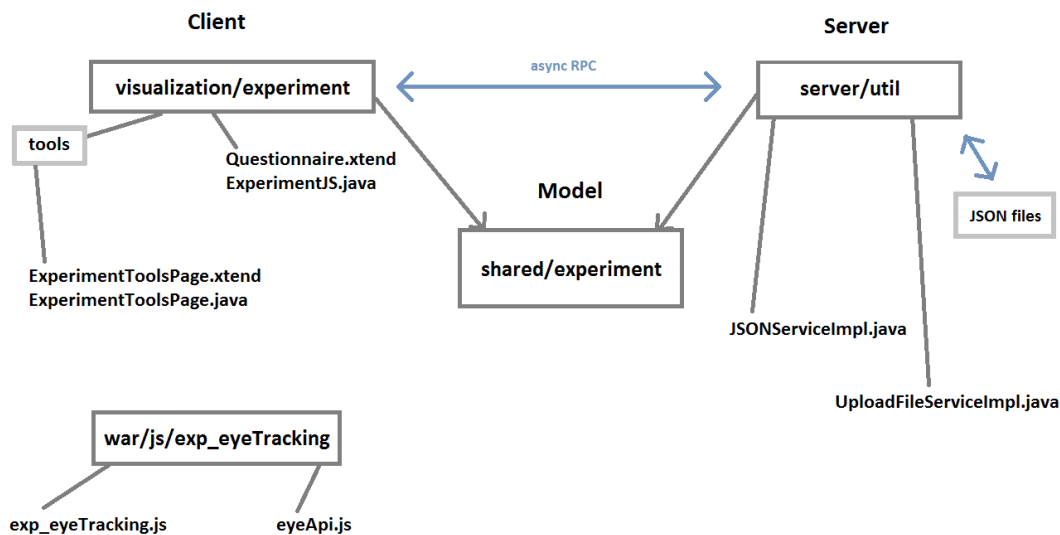 Client
Server
async RPC
visualization/experiment
server/util
tools
Questionnaire.xtend
ExperimentJS.java
Model
JSON files
shared/experiment
ExperimentToolsPage.xtend
ExperimentToolsPage.java
JSONServiceImpl.java
UploadFileServiceImpl.java
war/js/exp_eyeTracking
exp_eyeTracking.js
eyeApi.js